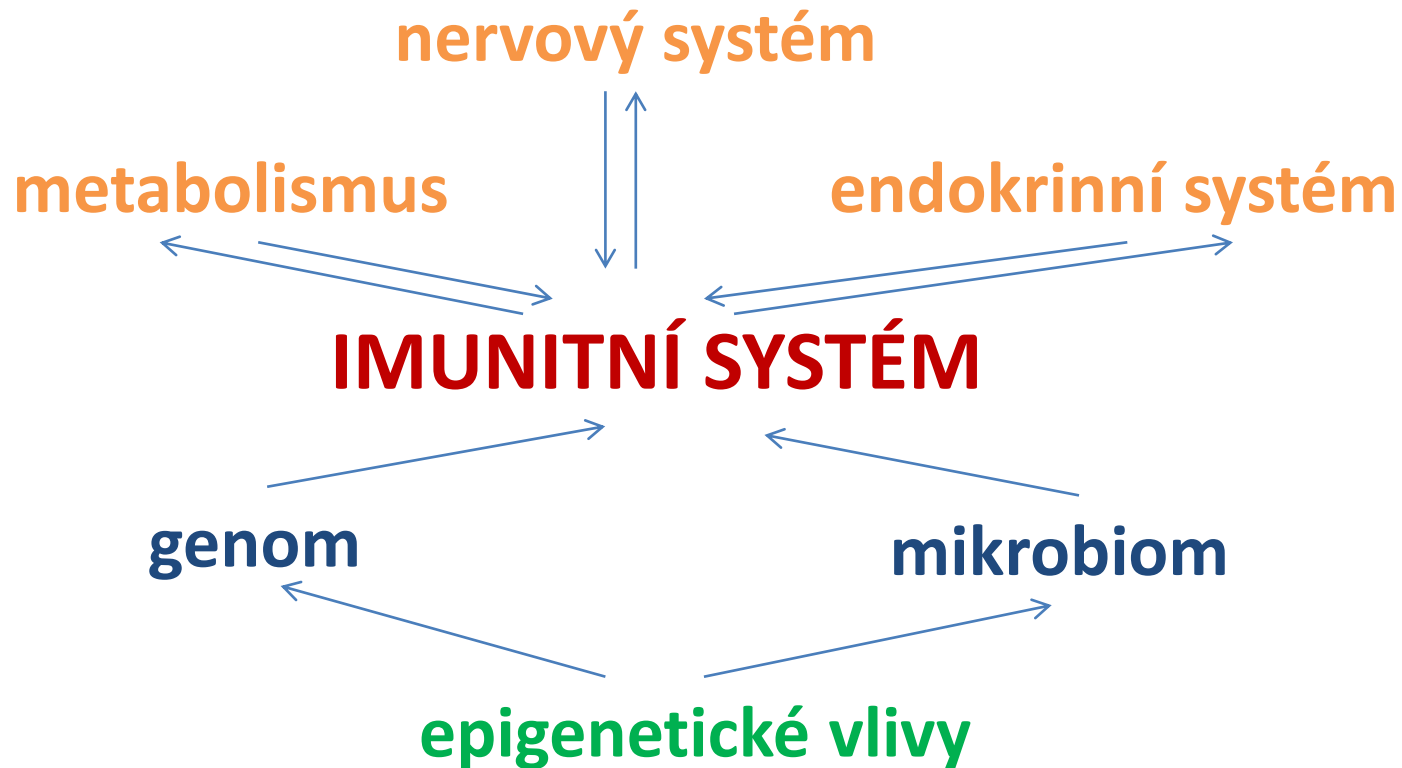 nervový systém
metabolismus
endokrinní systém
IMUNITNÍ SYSTÉM
genom
mikrobiom
epigenetické vlivy